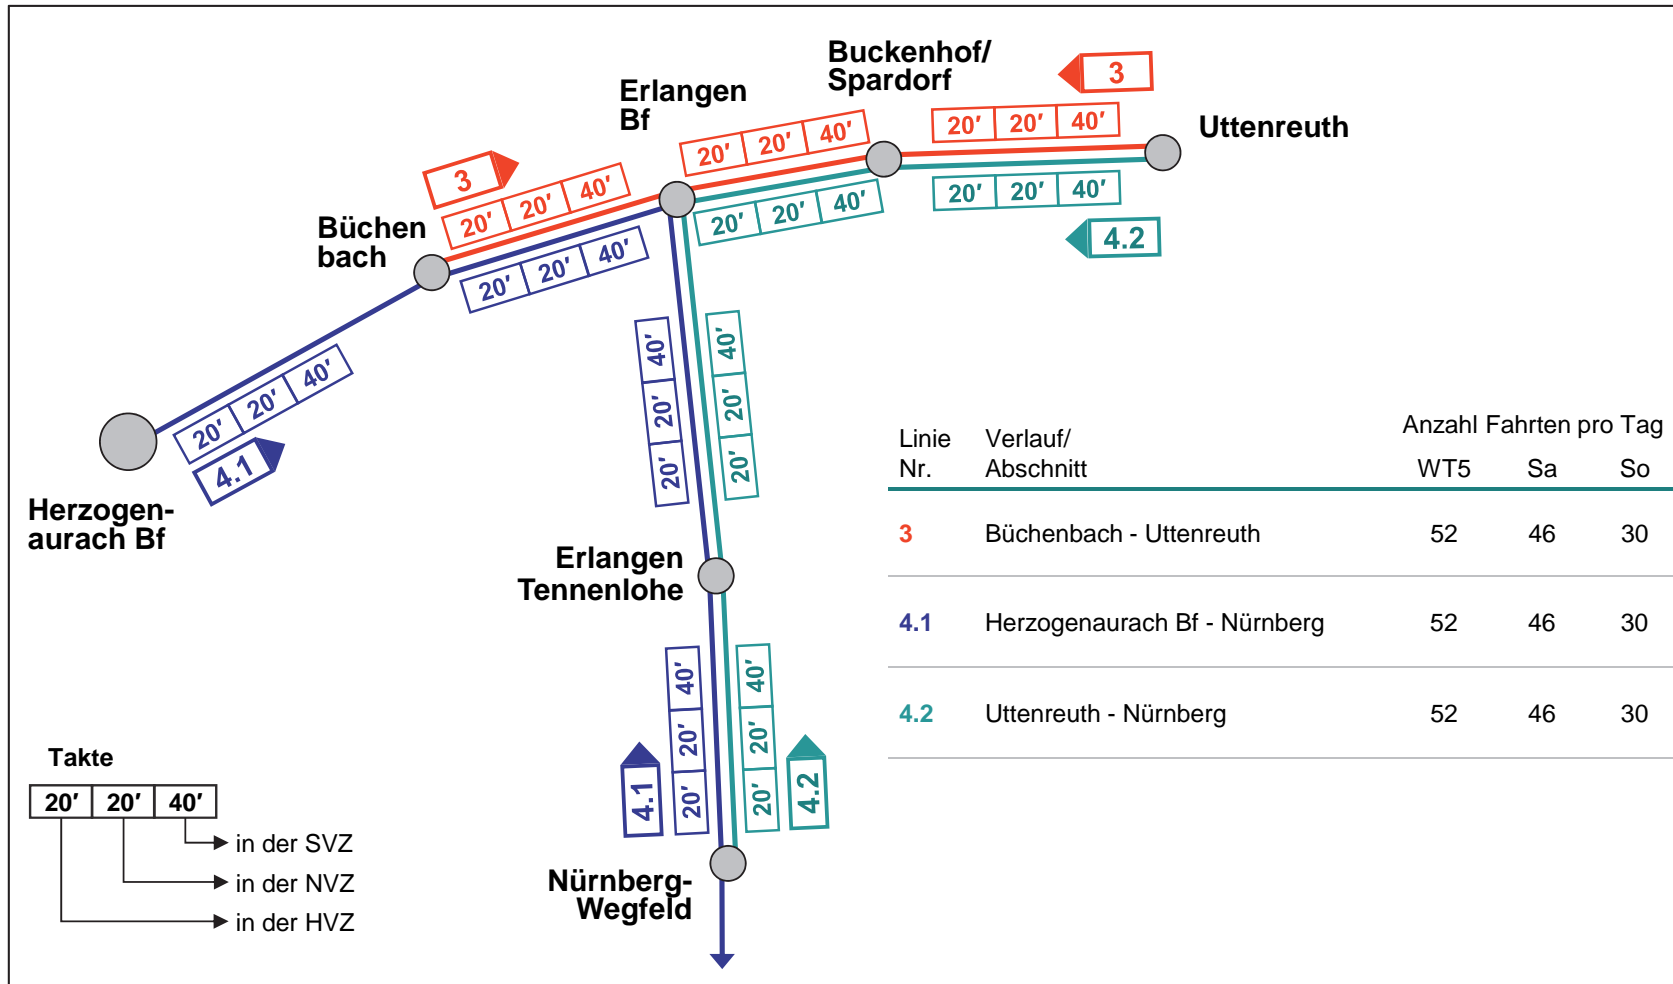 Buckenhof/
Spardorf
3
Erlangen
Bf
20' 20' 40'
20' 20' 40'
Uttenreuth
3
20' 20' 40'
20' 20' 40'
20' 20' 40'
4.2
Büchen
bach
20' 20' 40'
20' 20' 40'
4.1
Herzogen-
aurach Bf
20' 20' 40'
20' 20' 40'
Erlangen
Tennenlohe
20' 20' 40'
20' 20' 40'
4.1
4.2
Nürnberg-
Wegfeld
Linie Verlauf/ Anzahl Fahrten pro Tag
Nr. Abschnitt WT5 Sa So
3 Büchenbach - Uttenreuth 52 46 30
4.1 Herzogenaurach Bf - Nürnberg 52 46 30
4.2 Uttenreuth - Nürnberg 52 46 30
Takte
20' 20' 40'
in der SVZ
in der NVZ
in der HVZ